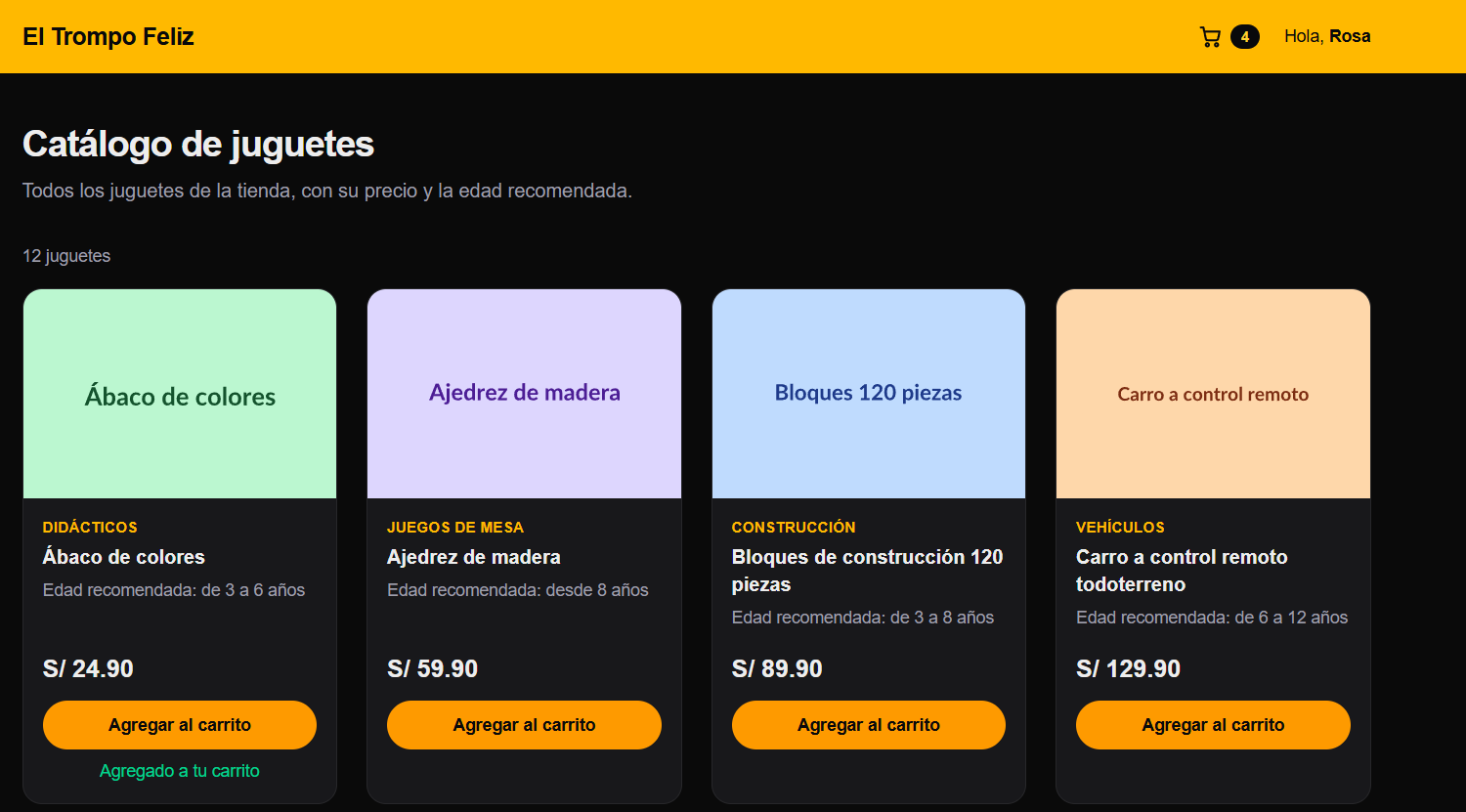 El Trompo Feliz
4
Hola, Rosa
Catálogo de juguetes
Todos los juguetes de la tienda, con su precio y la edad recomendada.
12 juguetes
Ábaco de colores
DIDÁCTICOS
Ábaco de colores
Edad recomendada: de 3 a 6 años
S/ 24.90
Agregar al carrito
Agregado a tu carrito
Ajedrez de madera
JUEGOS DE MESA
Ajedrez de madera
Edad recomendada: desde 8 años
S/ 59.90
Agregar al carrito
Bloques 120 piezas
CONSTRUCCIÓN
Bloques de construcción 120
piezas
Edad recomendada: de 3 a 8 años
S/ 89.90
Agregar al carrito
Carro a control remoto
VEHÍCULOS
Carro a control remoto
todoterreno
Edad recomendada: de 6 a 12 años
S/ 129.90
Agregar al carrito